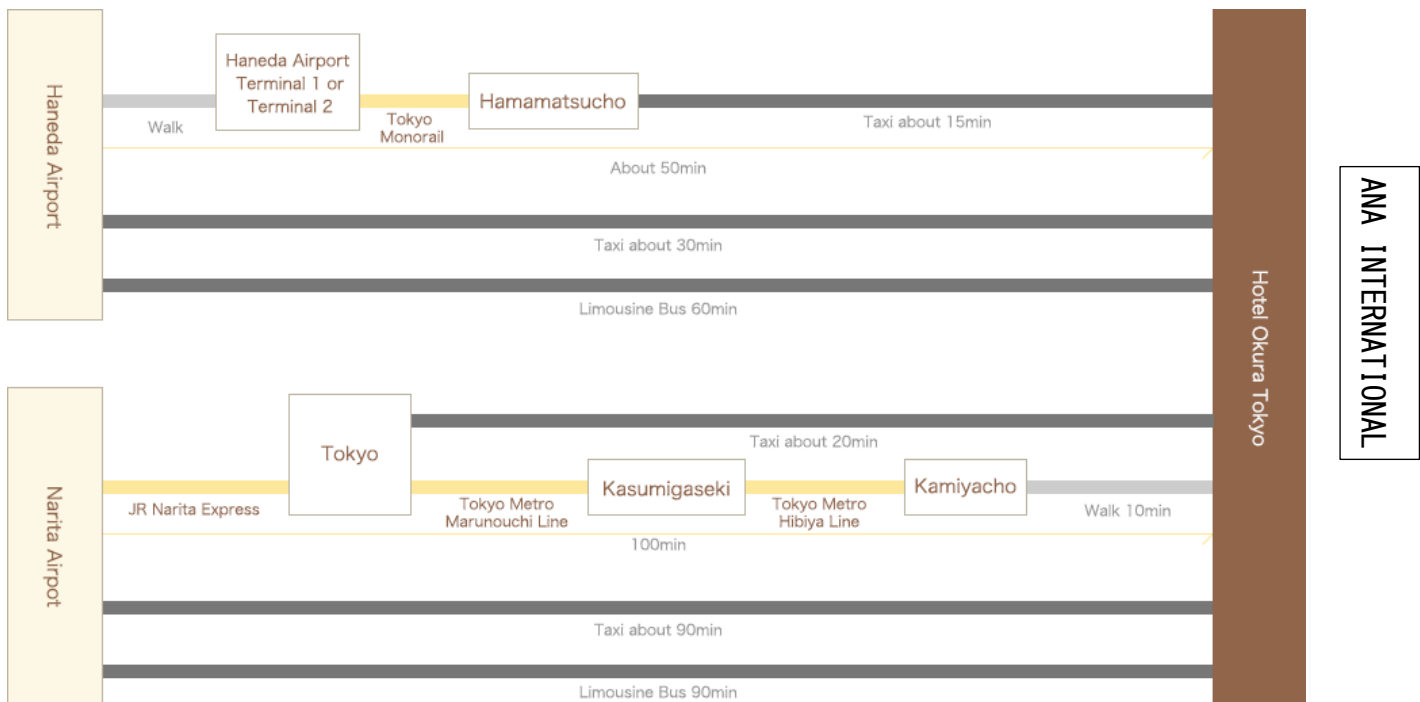 Haneda Airport
Haneda Airport
Terminal 1 or
Terminal 2
Hamamatsucho
Walk
Tokyo
Monorail
Taxi about 15min
About 50min
Taxi about 30min
Limousine Bus 60min
Hotel Okura Tokyo
ANA INTERNATIONAL
Narita Airpot
Tokyo
Taxi about 20min
Kasumigaseki
Kamiyacho
JR Narita Express
Tokyo Metro
Marunouchi Line
Tokyo Metro
Hibiya Line
Walk 10min
100min
Taxi about 90min
Limousine Bus 90min